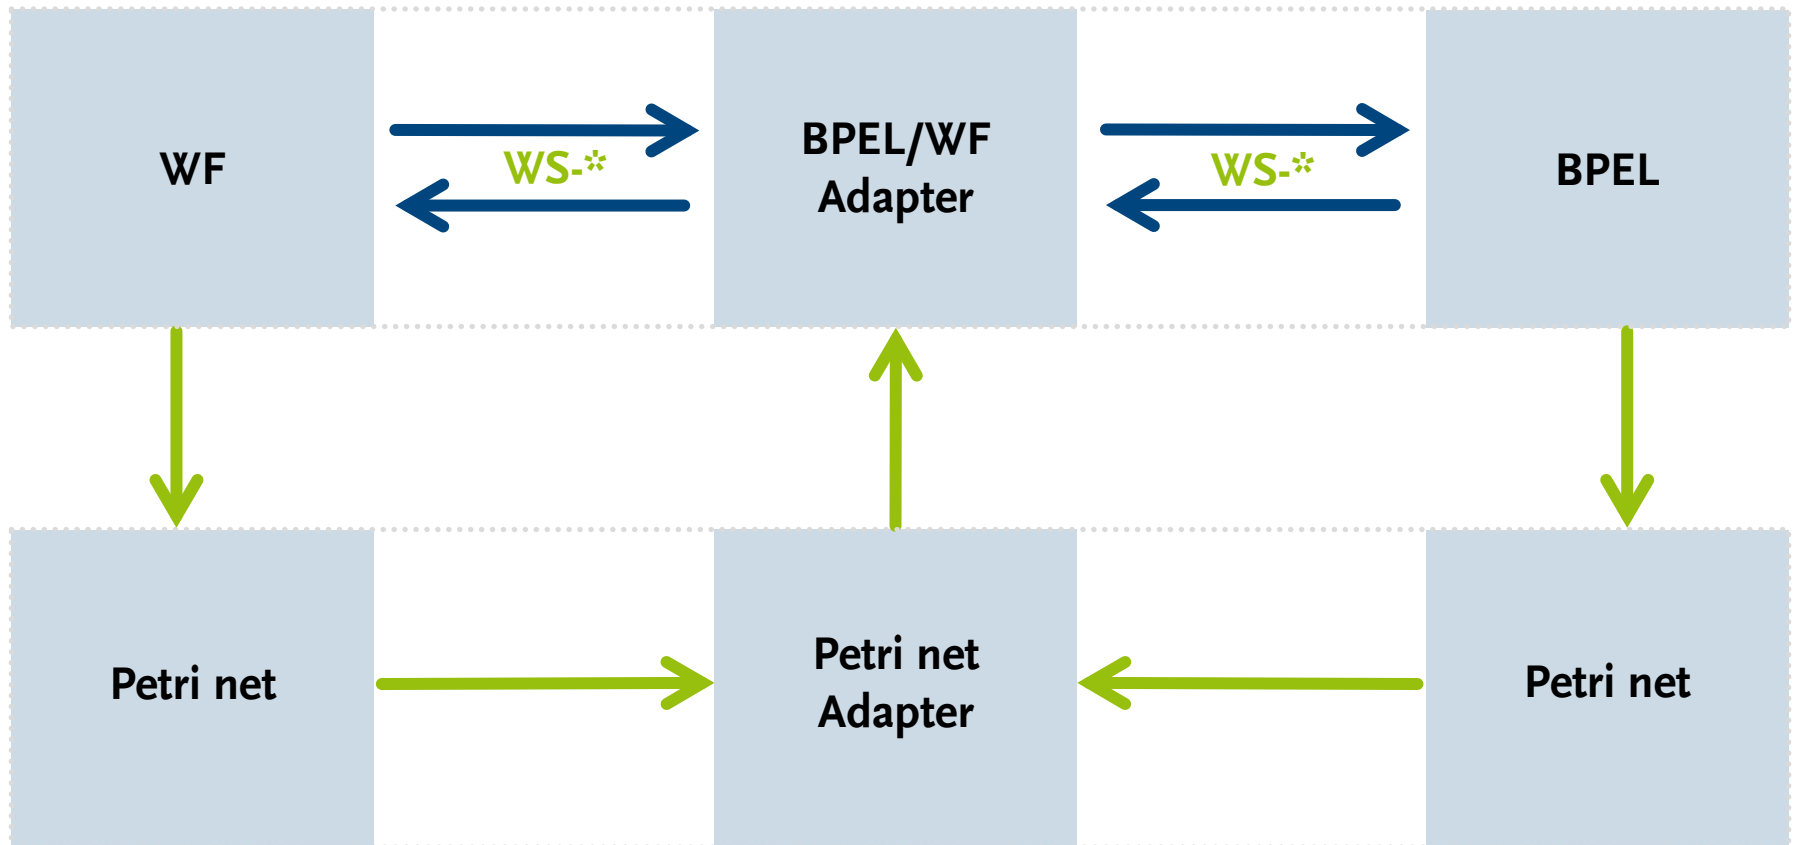 WF
WS-*
BPEL/WF
Adapter
WS-*
BPEL
Petri net
Petri net
Adapter
Petri net